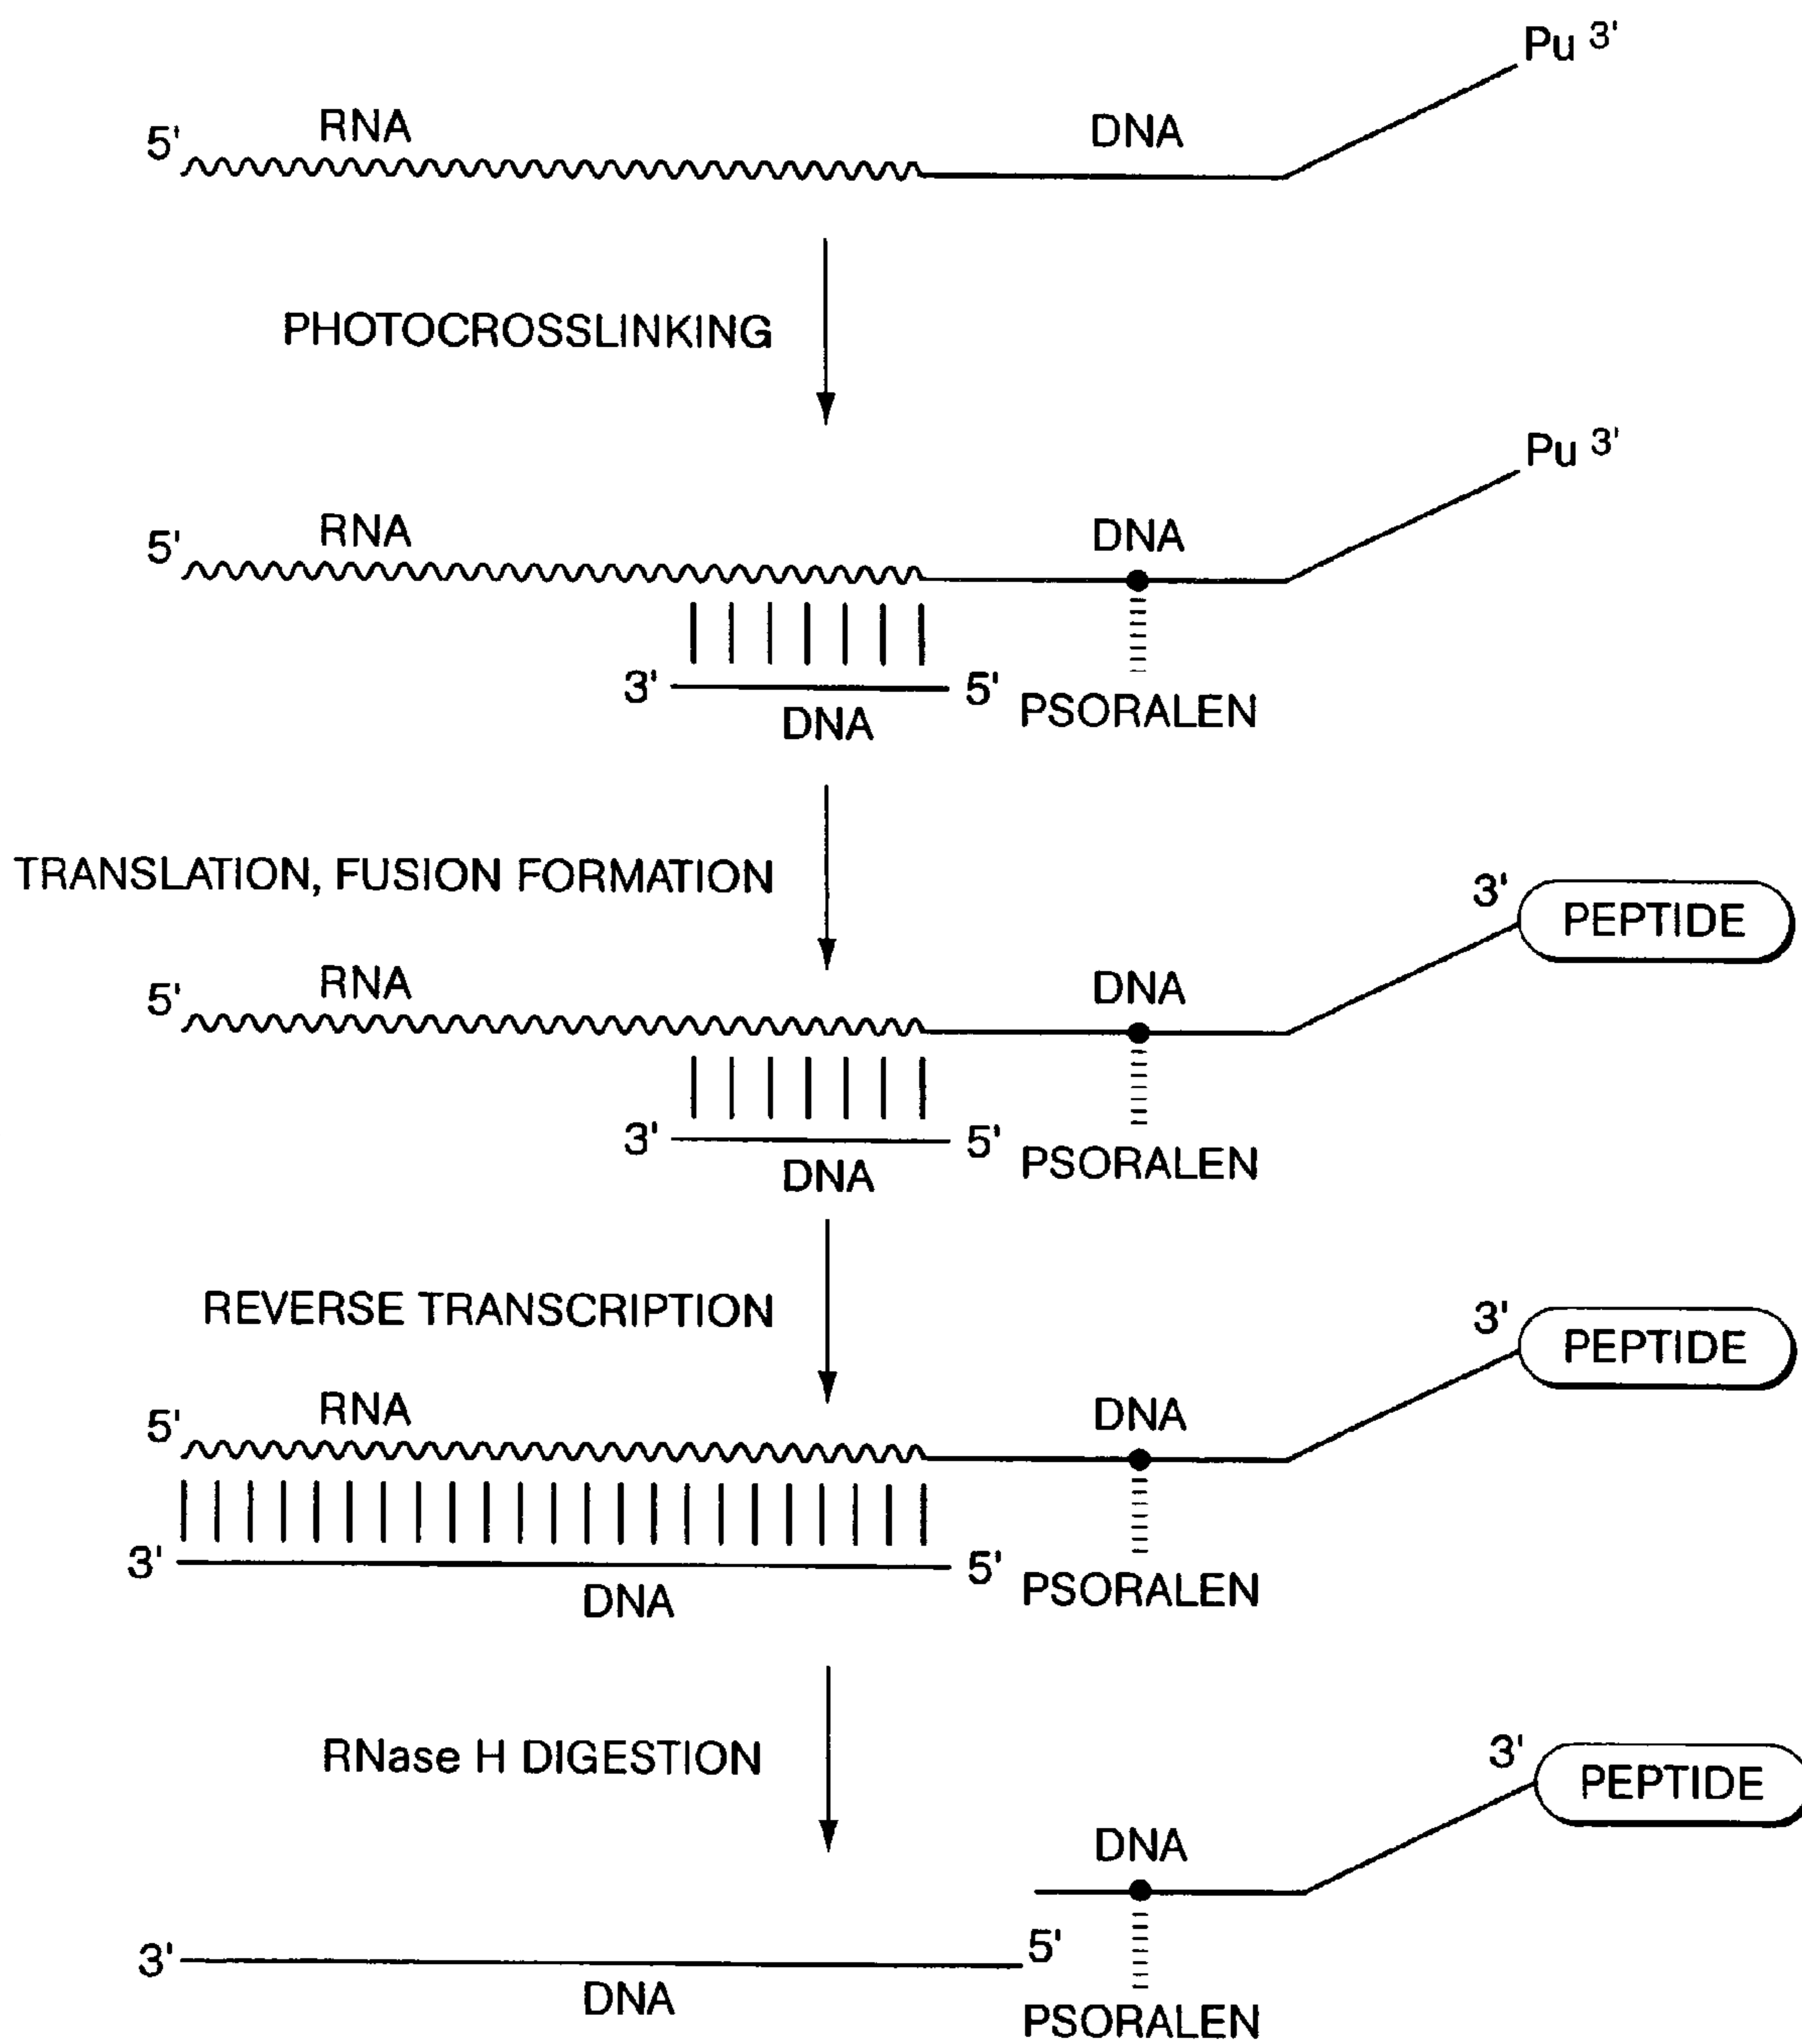 Pu 3'
5' RNA DNA
PHOTOCROSSLINKING
Pu 3'
5' RNA DNA
3' 5' PSORALEN
DNA
TRANSLATION, FUSION FORMATION
3' PEPTIDE
5' RNA DNA
3' 5' PSORALEN
DNA
REVERSE TRANSCRIPTION
3' PEPTIDE
5' RNA DNA
3' 5' PSORALEN
DNA
RNase H DIGESTION
3' PEPTIDE
DNA
3' 5'
DNA PSORALEN